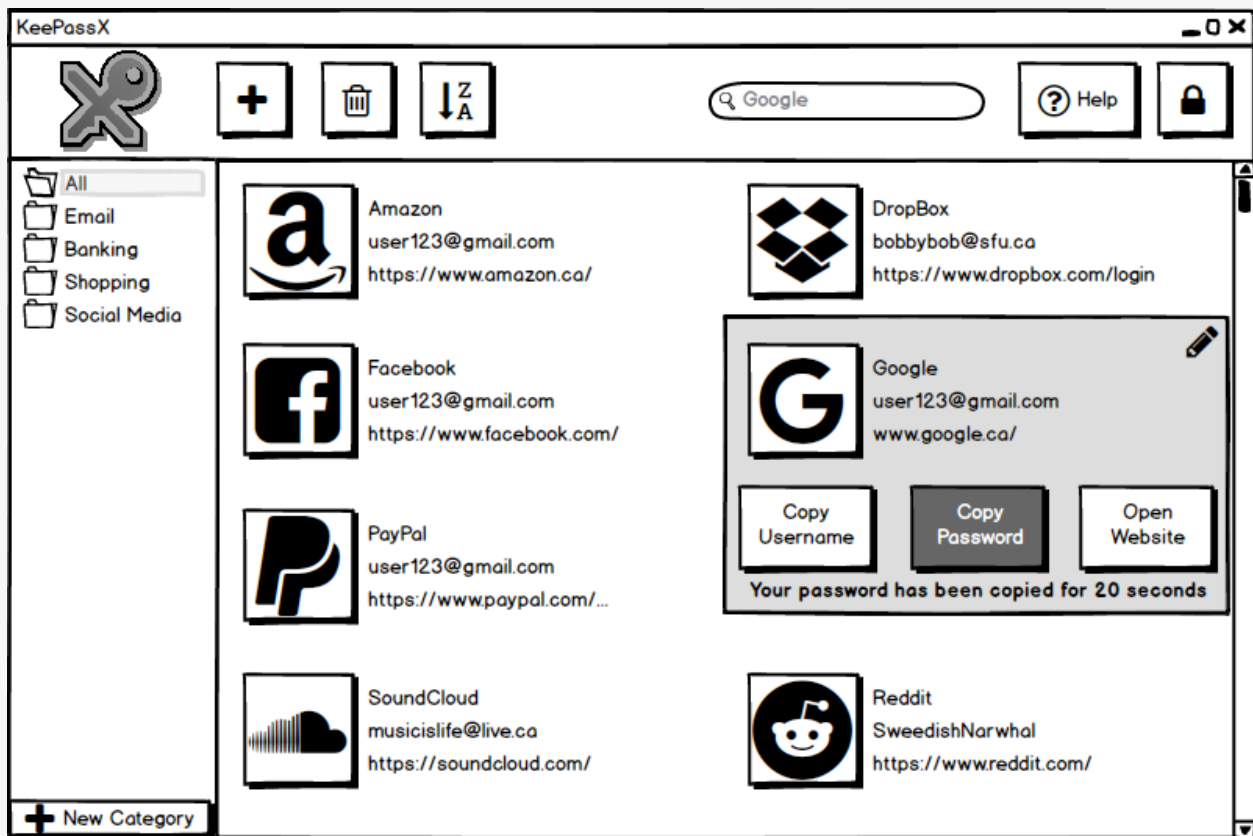 KeePassX
Z
A
Google
Help
All
Email
Banking
Shopping
Social Media
New Category
Amazon
user123@gmail.com
https://www.amazon.ca/
DropBox
bobbybob@sfu.ca
https://www.dropbox.com/login
Facebook
user123@gmail.com
https://www.facebook.com/
Google
user123@gmail.com
www.google.ca/
Copy
Username
Copy
Password
Open
Website
Your password has been copied for 20 seconds
PayPal
user123@gmail.com
https://www.paypal.com/...
SoundCloud
musicislife@live.ca
https://soundcloud.com/
Reddit
SweedishNarwhal
https://www.reddit.com/